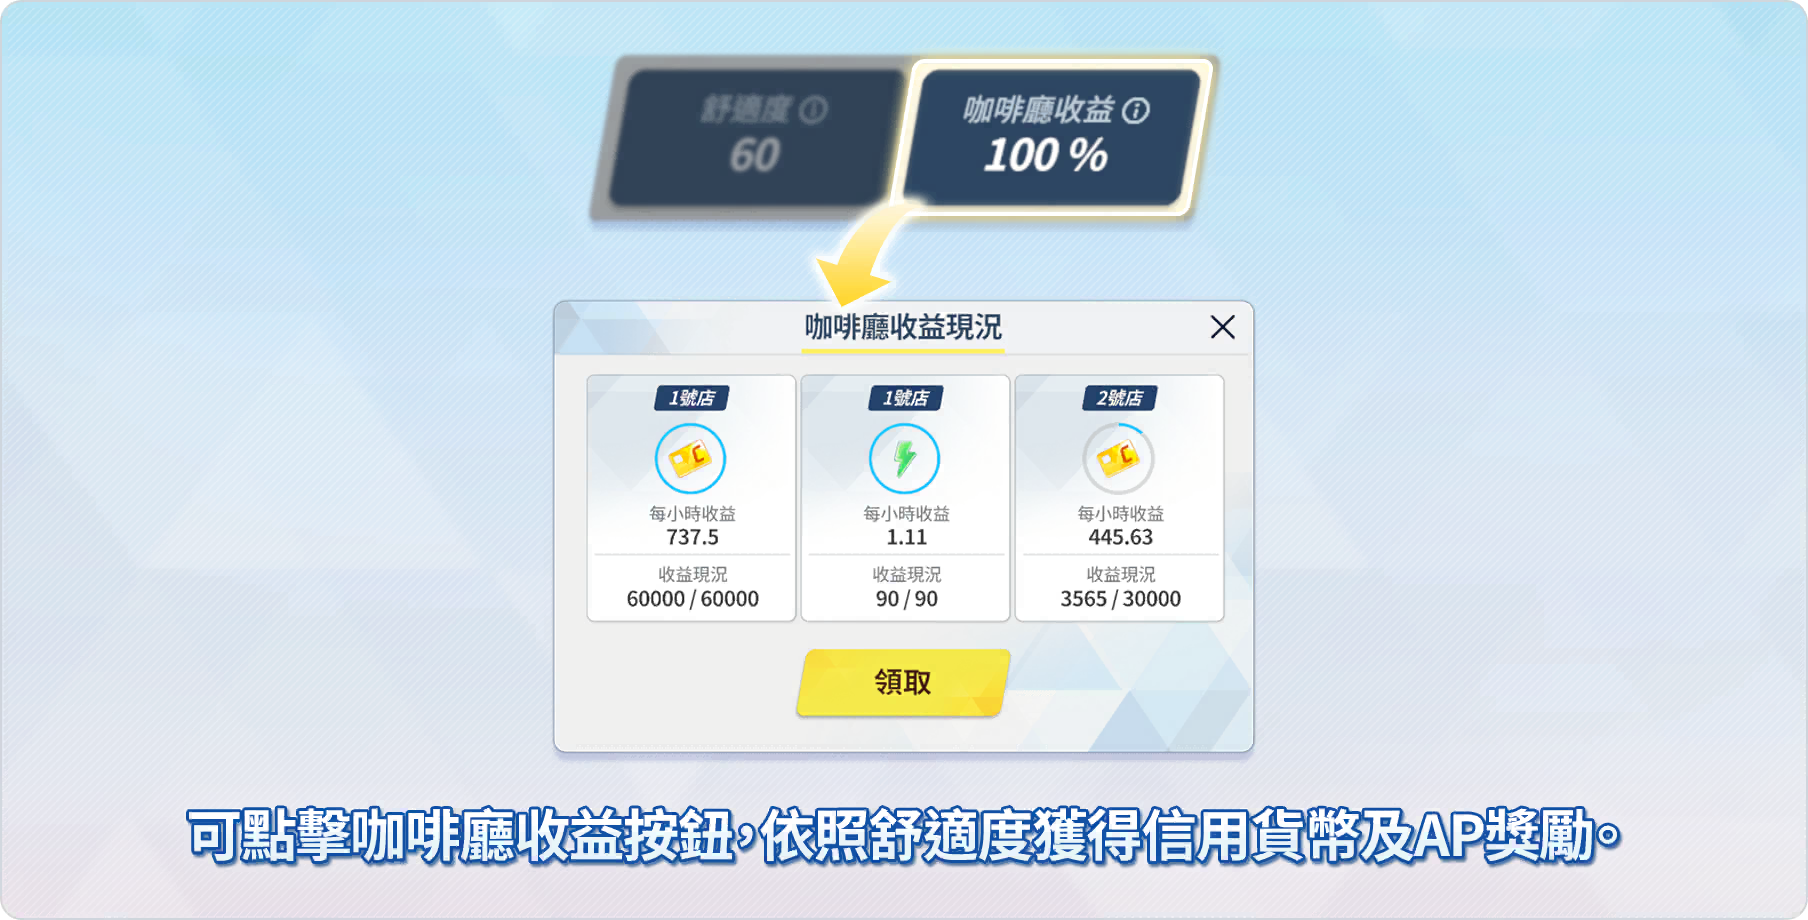 舒適度
60
咖啡廳收益
100 %
咖啡廳收益現況
1號店
每小時收益
737.5
收益現況
60000 / 60000
1號店
每小時收益
1.11
收益現況
90 / 90
2號店
每小時收益
445.63
收益現況
3565 / 30000
領取
可點擊咖啡廳收益按鈕，依照舒適度獲得信用貨幣及AP獎勵。